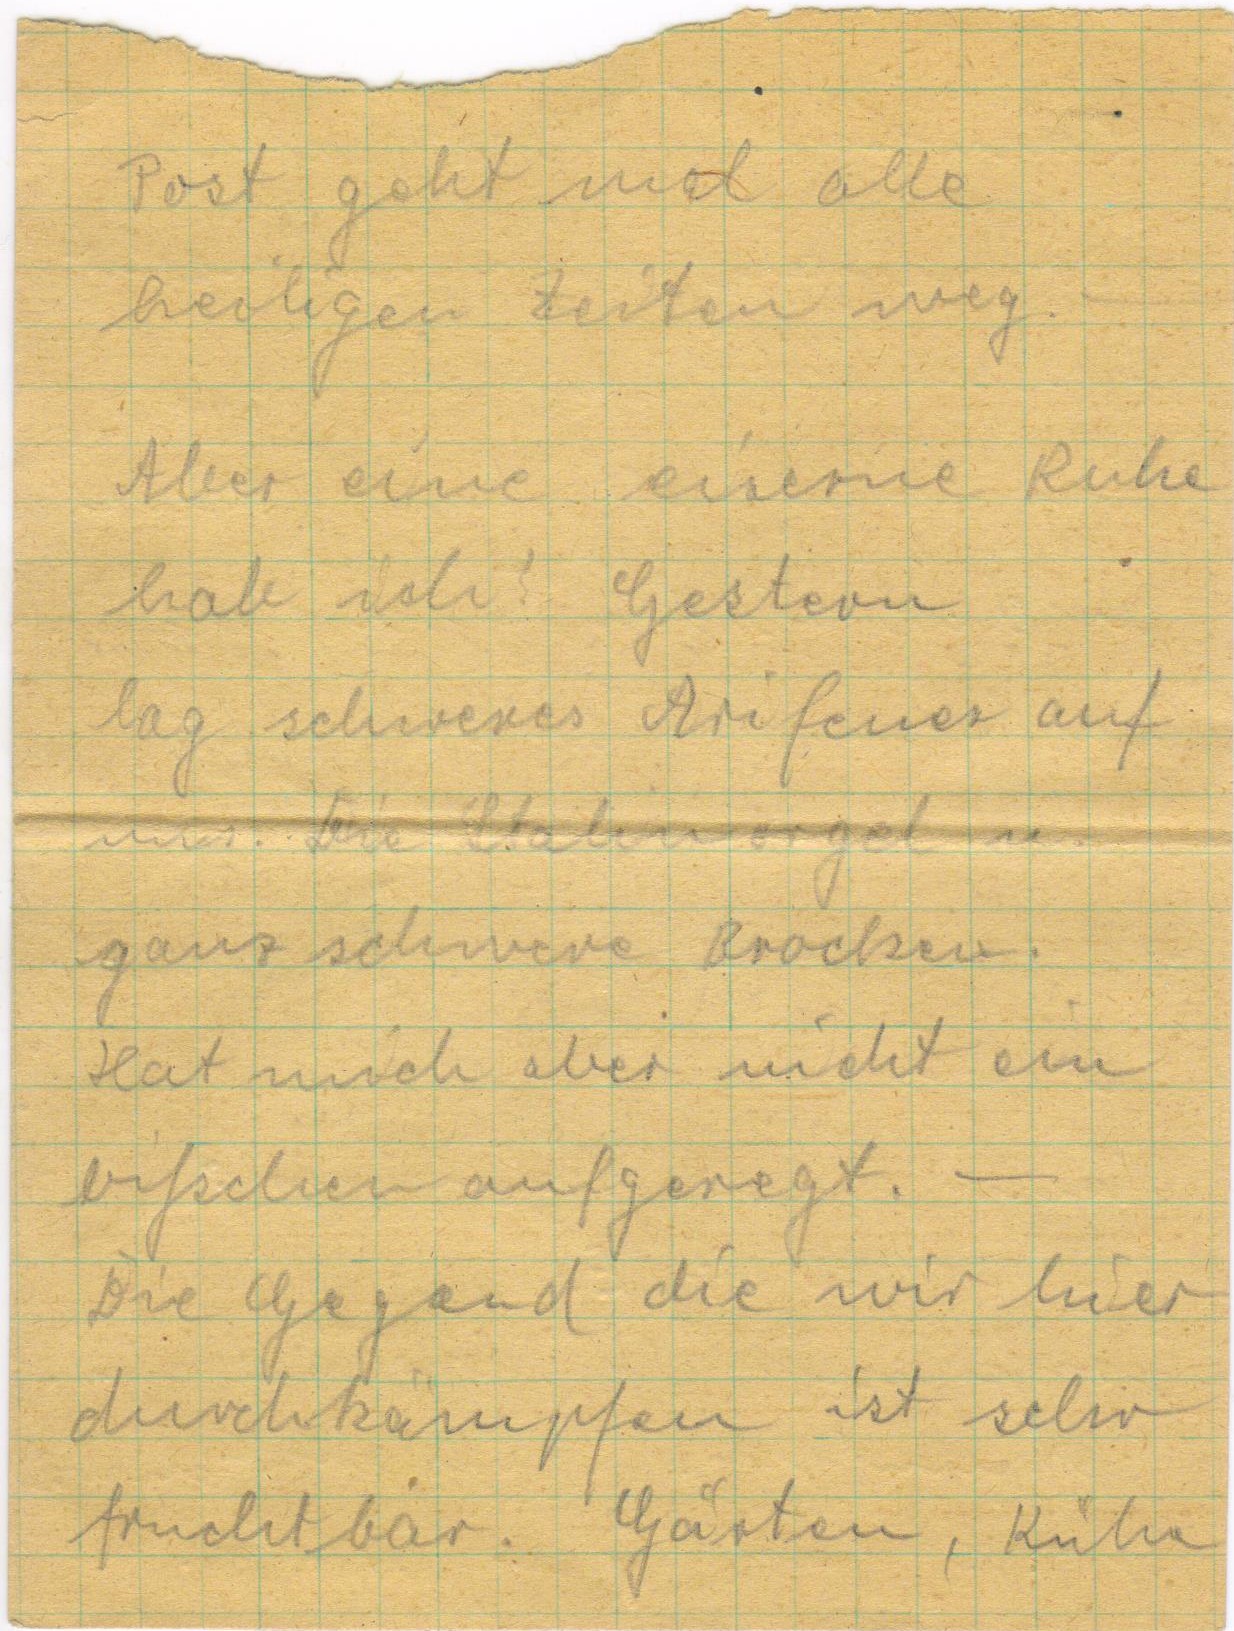 Post geht mal alle
heiligen Zeiten weg. —
Aber eine eiserne Ruhe
hab ich! Gestern
lag schweres Arifeuer auf
mir. Die Stalinorgel u.
ganz schwere Brocken.
Hat mich aber nicht ein
bißchen aufgeregt. —
Die Gegend die wir hier
durchkämpfen ist sehr
fruchtbar. Gärten, Kühe